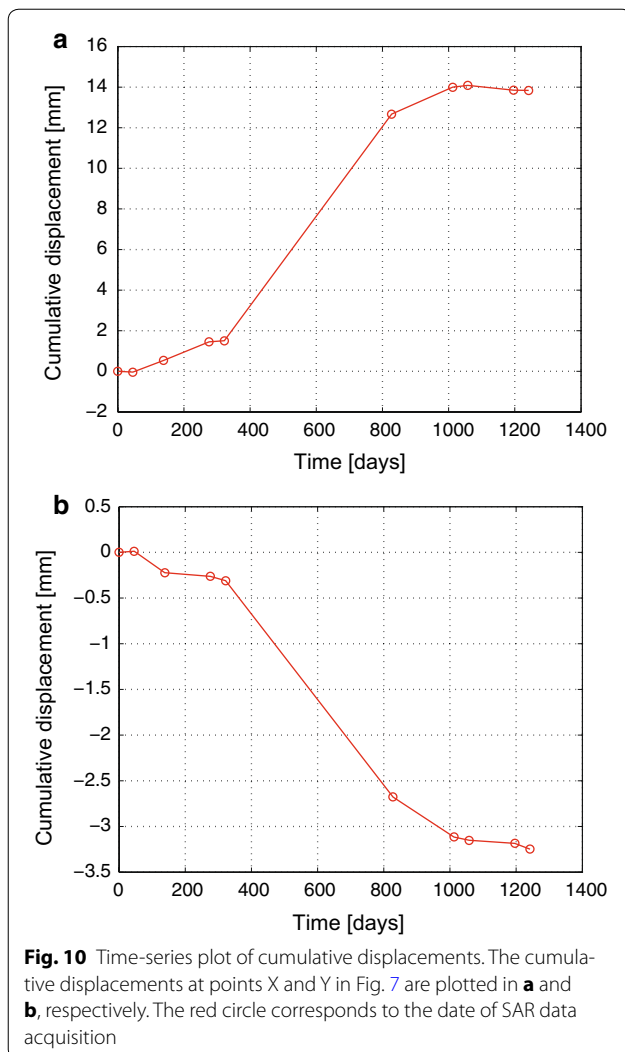 a
16
14
12
10
8
6
4
2
0
−2
Cumulative displacement [mm]
0 200 400 600 800 1000 1200 1400
Time [days]
b
0.5
0
−0.5
−1
−1.5
−2
−2.5
−3
−3.5
Cumulative displacement [mm]
0 200 400 600 800 1000 1200 1400
Time [days]
Fig. 10 Time-series plot of cumulative displacements. The cumula-
tive displacements at points X and Y in Fig. 7 are plotted in a and
b, respectively. The red circle corresponds to the date of SAR data
acquisition